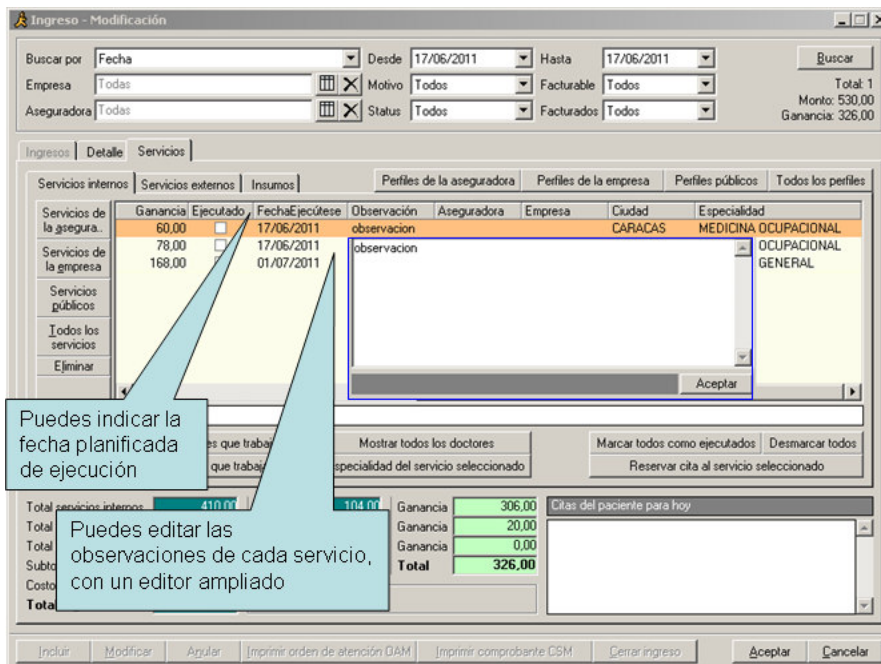 Ingreso - Modificación
Buscar por Fecha Desde 17/06/2011 Hasta 17/06/2011 Buscar
Empresa Todas Motivo Todos Facturable Todos Total: 1
Monto: 530,00
Aseguradora Todas Status Todos Facturados Todos Ganancia: 326,00
Ingresos Detalle Servicios
Servicios internos Servicios externos Insumos Perfiles de la aseguradora Perfiles de la empresa Perfiles públicos Todos los perfiles
Servicios de la asegura..
Servicios de la empresa
Servicios públicos
Todos los servicios
Eliminar
Ganancia Ejecutado FechaEjecútese Observación Aseguradora Empresa Ciudad Especialidad
60,00 17/06/2011 observacion CARACAS MEDICINA OCUPACIONAL
78,00 17/06/2011 observacion OCUPACIONAL
168,00 01/07/2011 GENERAL
Aceptar
Puedes indicar la
fecha planificada
de ejecución
es que traba Mostrar todos los doctores Marcar todos como ejecutados Desmarcar todos
que traba specialidad del servicio seleccionado Reservar cita al servicio seleccionado
Total servicios internos 410,00 104,00 Ganancia 306,00 Citas del paciente para hoy
Total Ganancia 20,00
Total Ganancia 0,00
Subto Total 326,00
Costo
Tota
Puedes editar las
observaciones de cada servicio,
con un editor ampliado
Incluir Modificar Anular Imprimir orden de atención OAM Imprimir comprobante CSM Cerrar ingreso Aceptar Cancelar